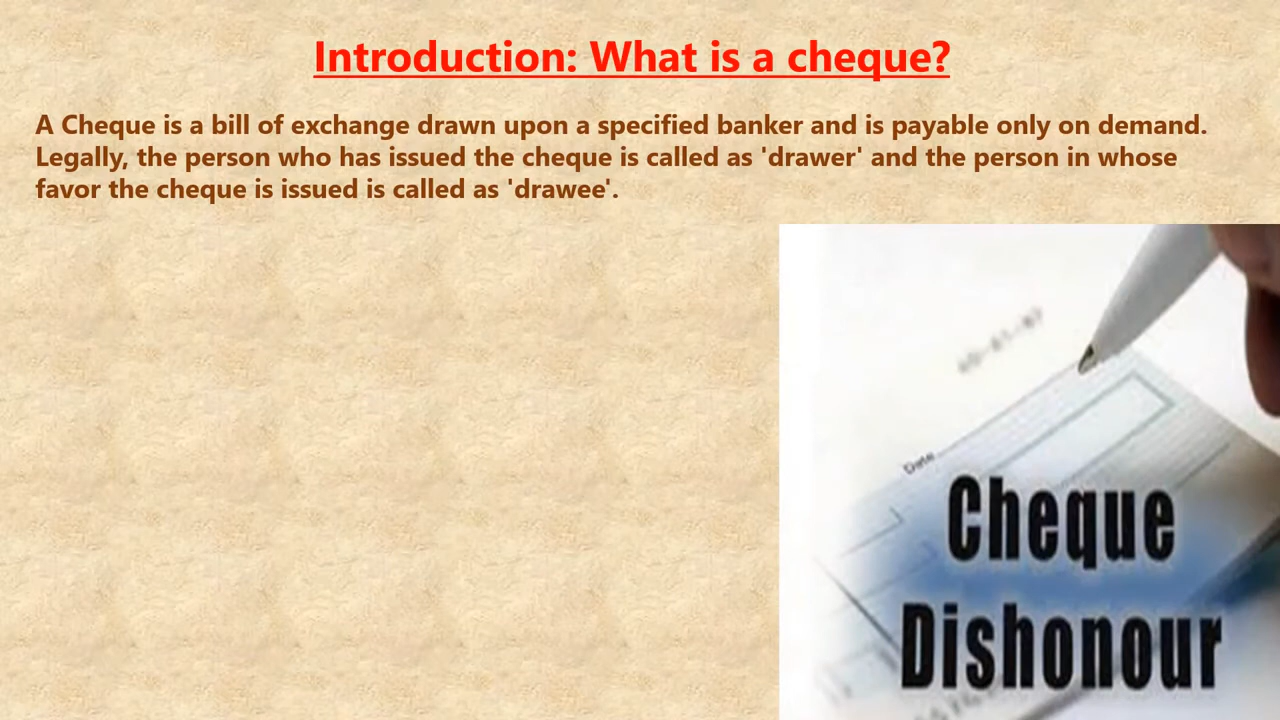 Introduction: What is a cheque?
A Cheque is a bill of exchange drawn upon a specified banker and is payable only on demand.
Legally, the person who has issued the cheque is called as 'drawer' and the person in whose
favor the cheque is issued is called as 'drawee'.
Date
Cheque
Dishonour